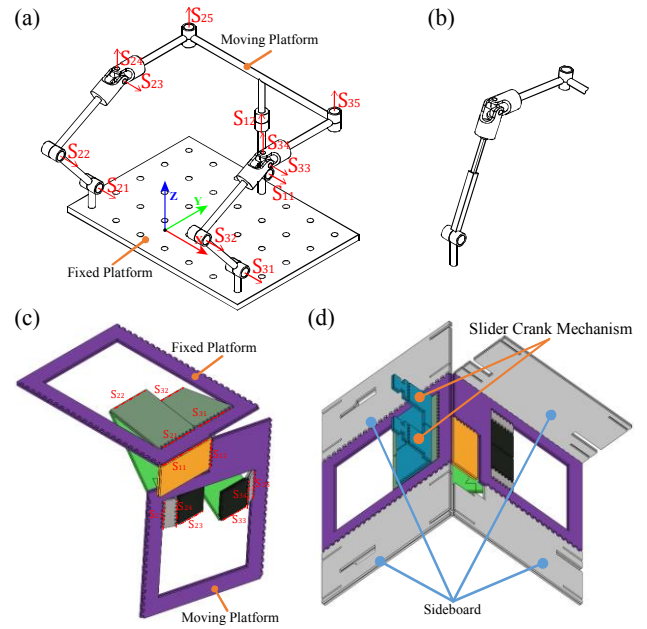 (a)
S25
Moving Platform
S24
S23
S12
S35
S34
S33
S11
S22
S21
Z
Y
X
S32
S31
Fixed Platform
(b)
(c)
Fixed Platform
S22
S32
S31
S21
S11
S24
S23
S34
S33
Moving Platform
(d)
Slider Crank Mechanism
Sideboard